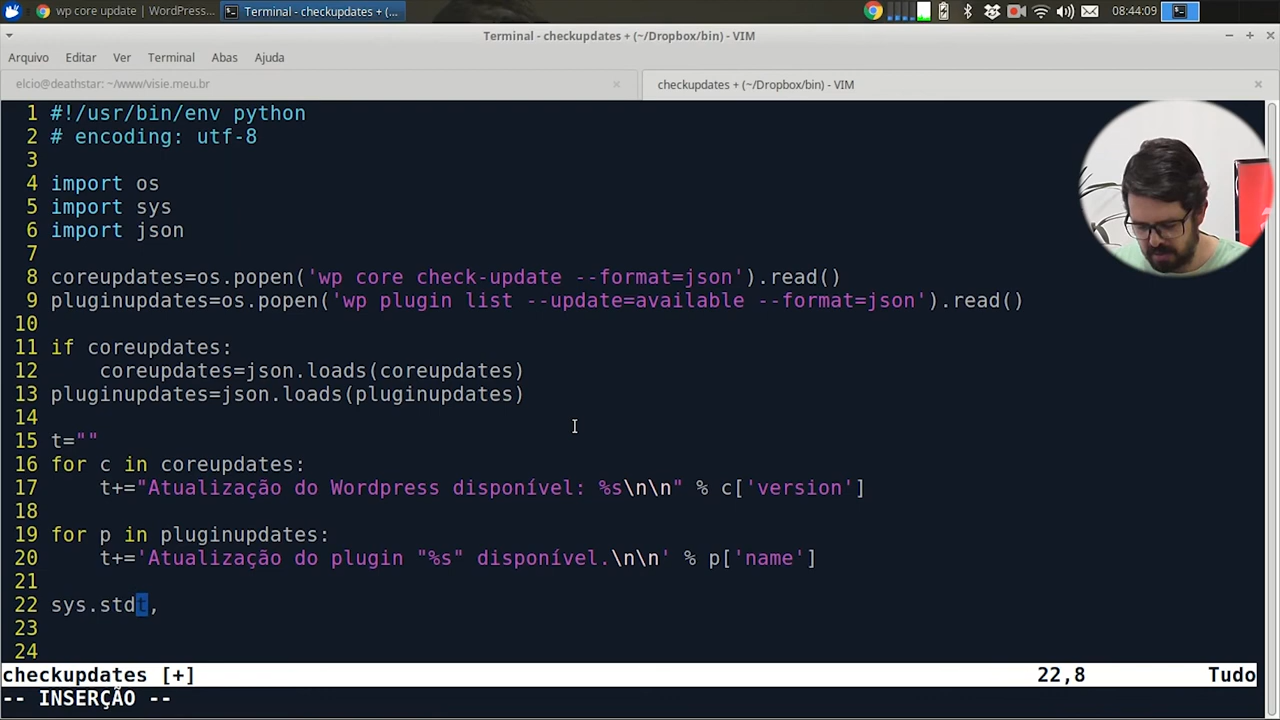 wp core update | WordPress...
Terminal - checkupdates + (...
08:44:09
Terminal - checkupdates + (~/Dropbox/bin) - VIM
Arquivo Editar Ver Terminal Abas Ajuda
elcio@deathstar: ~/www/visie.meu.br
checkupdates + (~/Dropbox/bin) - VIM
1 #!/usr/bin/env python
2 # encoding: utf-8
3
4 import os
5 import sys
6 import json
7
8 coreupdates=os.popen('wp core check-update --format=json').read()
9 pluginupdates=os.popen('wp plugin list --update=available --format=json').read()
10
11 if coreupdates:
12     coreupdates=json.loads(coreupdates)
13 pluginupdates=json.loads(pluginupdates)
14
15 t=""
16 for c in coreupdates:
17     t+="Atualização do Wordpress disponível: %s\n\n" % c['version']
18
19 for p in pluginupdates:
20     t+='Atualização do plugin "%s" disponível.\n\n' % p['name']
21
22 sys.stdt,
23
24
checkupdates [+] 22,8 Tudo
-- INSERÇÃO --